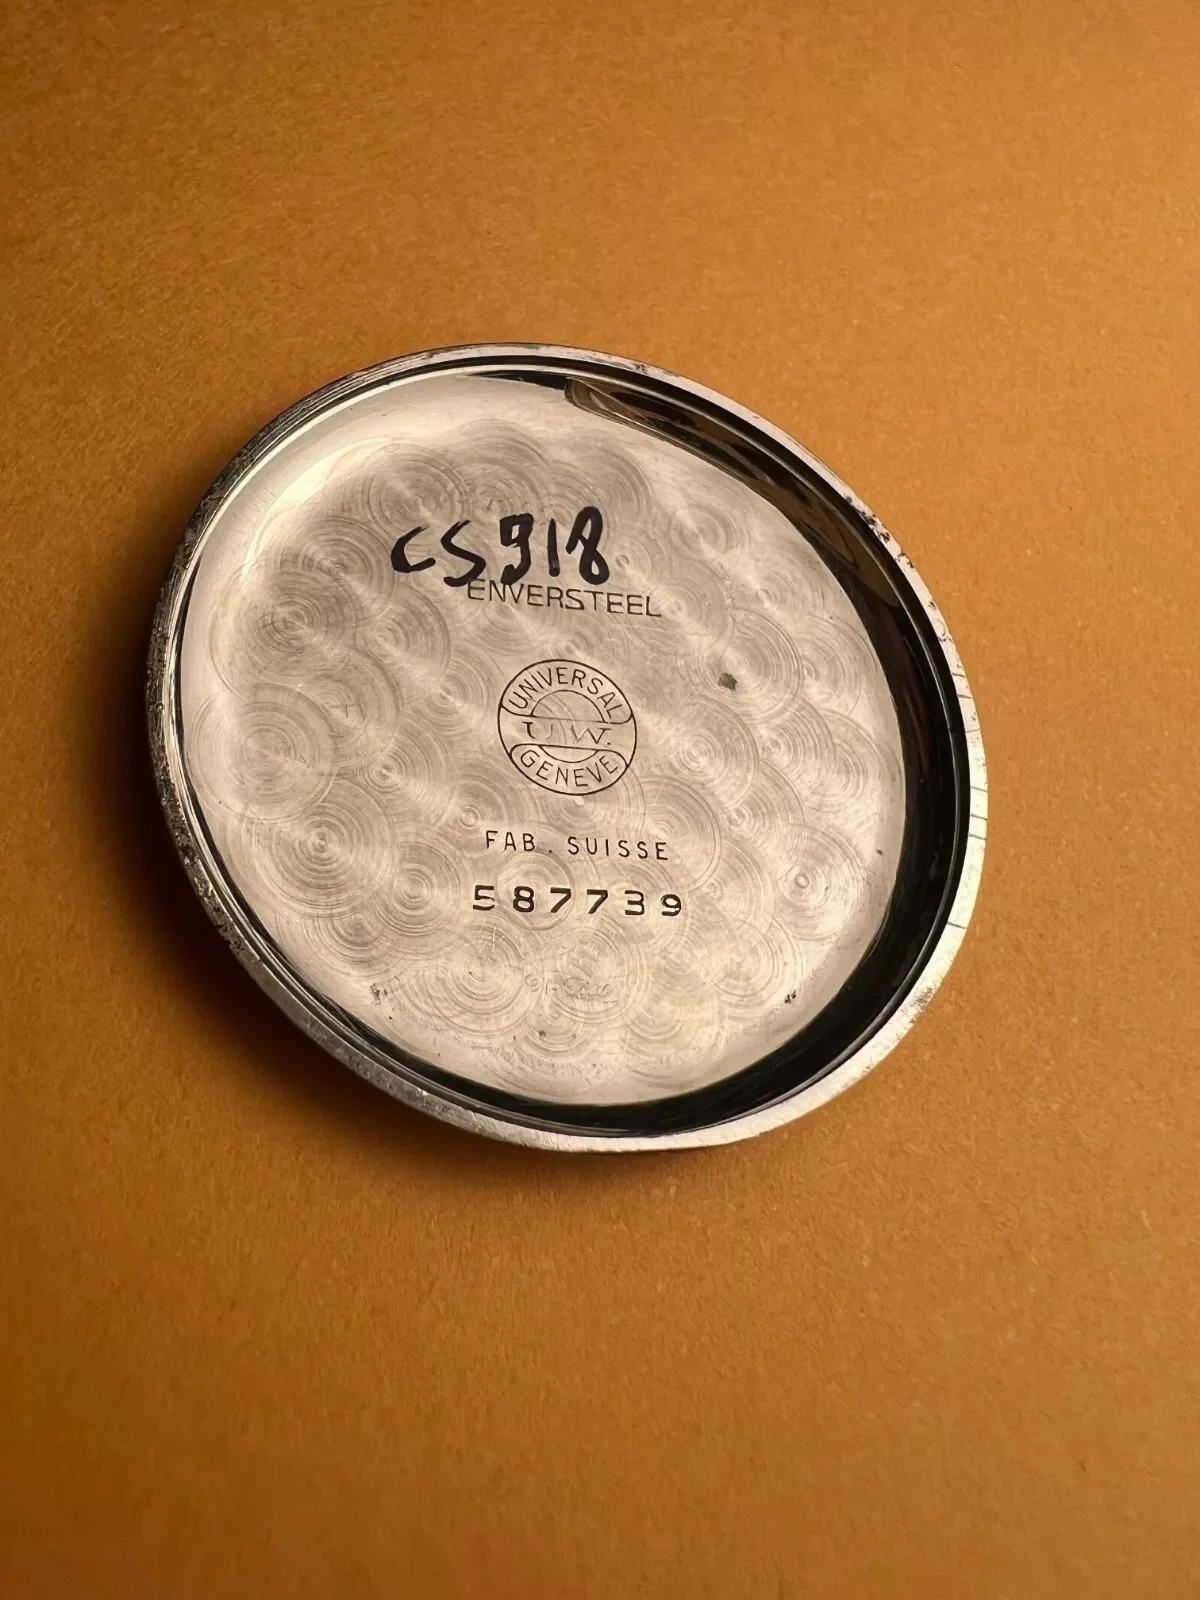 CS918
ENVERSTEEL
UNIVERSAL
U.W.
GENEVE
FAB. SUISSE
587739